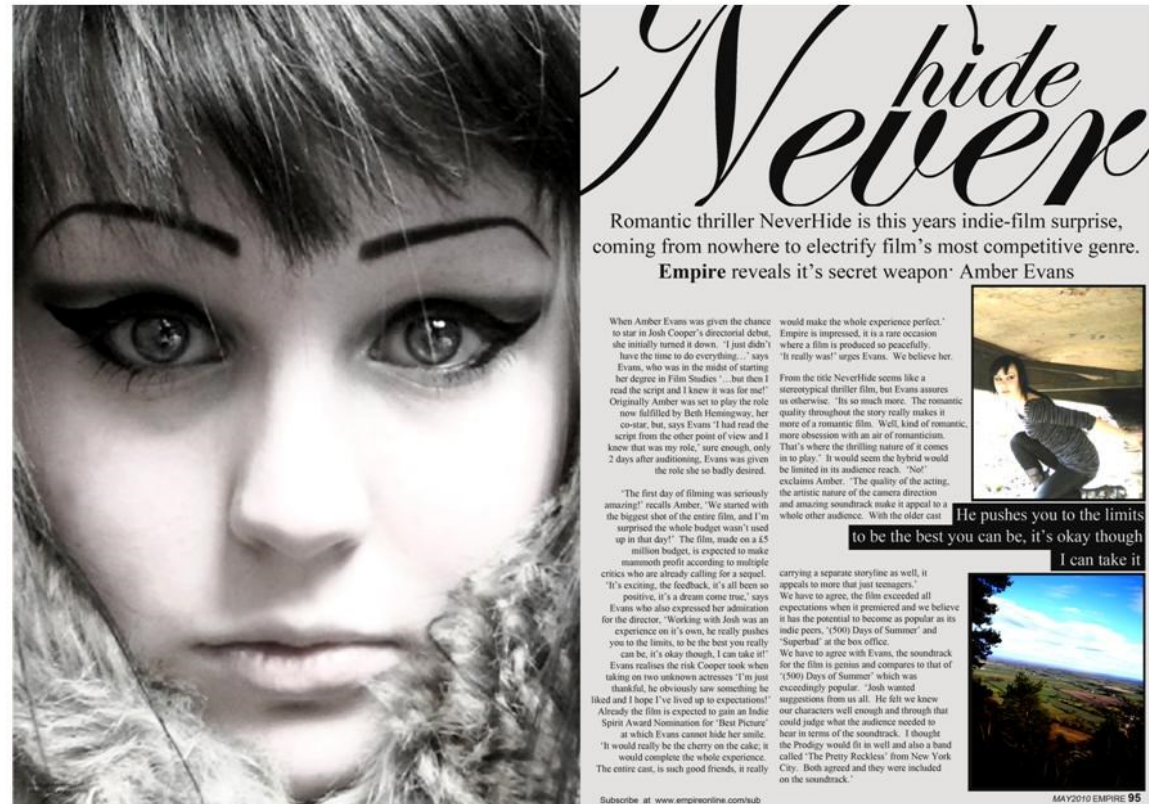 Never hide
Romantic thriller NeverHide is this years indie-film surprise,
coming from nowhere to electrify film's most competitive genre.
Empire reveals it's secret weapon· Amber Evans
When Amber Evans was given the chance
to star in Josh Cooper's directorial debut,
she initially turned it down. 'I just didn't
have the time to do everything…' says
Evans, who was in the midst of starting
her degree in Film Studies '…but then I
read the script and I knew it was for me!'
Originally Amber was set to play the role
now fulfilled by Beth Hemingway, her
co-star, but, says Evans 'I had read the
script from the other point of view and I
knew that was my role,' sure enough, only
2 days after auditioning, Evans was given
the role she so badly desired.
'The first day of filming was seriously
amazing!' recalls Amber, 'We started with
the biggest shot of the entire film, and I'm
surprised the whole budget wasn't used
up in that day!' The film, made on a £5
million budget, is expected to make
mammoth profit according to multiple
critics who are already calling for a sequel.
'It's exciting, the feedback, it's all been so
positive, it's a dream come true,' says
Evans who also expressed her admiration
for the director, 'Working with Josh was an
experience on it's own, he really pushes
you to the limits, to be the best you really
can be, it's okay though, I can take it!'
Evans realises the risk Cooper took when
taking on two unknown actresses 'I'm just
thankful, he obviously saw something he
liked and I hope I've lived up to expectations!'
Already the film is expected to gain an Indie
Spirit Award Nomination for 'Best Picture'
at which Evans cannot hide her smile.
'It would really be the cherry on the cake; it
would complete the whole experience.
The entire cast, is such good friends, it really
would make the whole experience perfect.'
Empire is impressed, it is a rare occasion
where a film is produced so peacefully.
'It really was!' urges Evans. We believe her.
From the title NeverHide seems like a
stereotypical thriller film, but Evans assures
us otherwise. 'Its so much more. The romantic
quality throughout the story really makes it
more of a romantic film. Well, kind of romantic,
more obsession with an air of romanticism.
That's where the thrilling nature of it comes
in to play.' It would seem the hybrid would
be limited in its audience reach. 'No!'
exclaims Amber. 'The quality of the acting,
the artistic nature of the camera direction
and amazing soundtrack make it appeal to a
whole other audience. With the older cast
He pushes you to the limits
to be the best you can be, it's okay though
I can take it
carrying a separate storyline as well, it
appeals to more that just teenagers.'
We have to agree, the film exceeded all
expectations when it premiered and we believe
it has the potential to become as popular as its
indie peers, '(500) Days of Summer' and
'Superbad' at the box office.
We have to agree with Evans, the soundtrack
for the film is genius and compares to that of
'(500) Days of Summer' which was
exceedingly popular. 'Josh wanted
suggestions from us all. He felt we knew
our characters well enough and through that
could judge what the audience needed to
hear in terms of the soundtrack. I thought
the Prodigy would fit in well and also a band
called 'The Pretty Reckless' from New York
City. Both agreed and they were included
on the soundtrack.'
Subscribe at www.empireonline.com/sub
MAY2010 EMPIRE 95